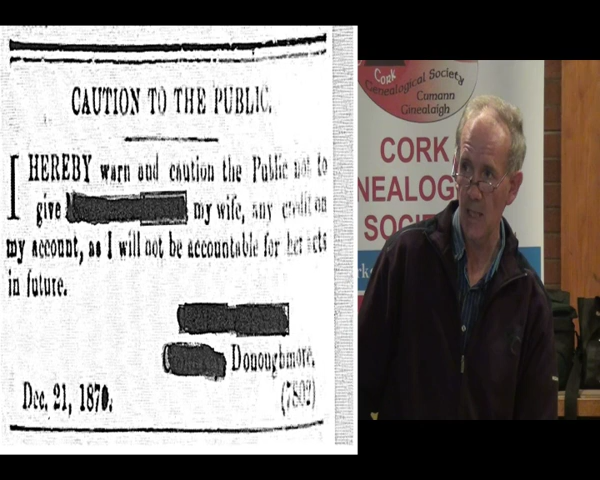 CAUTION TO THE PUBLIC.
I HEREBY warn and caution the Public not to
give my wife, any credit on
my account, as I will not be accountable for her acts
in future.
Donoughmore,
Dec. 21, 1870. (7802)
Cork
Genealogical Society
Cumann
Ginealaigh
CORK
NEALOG
SOCIE